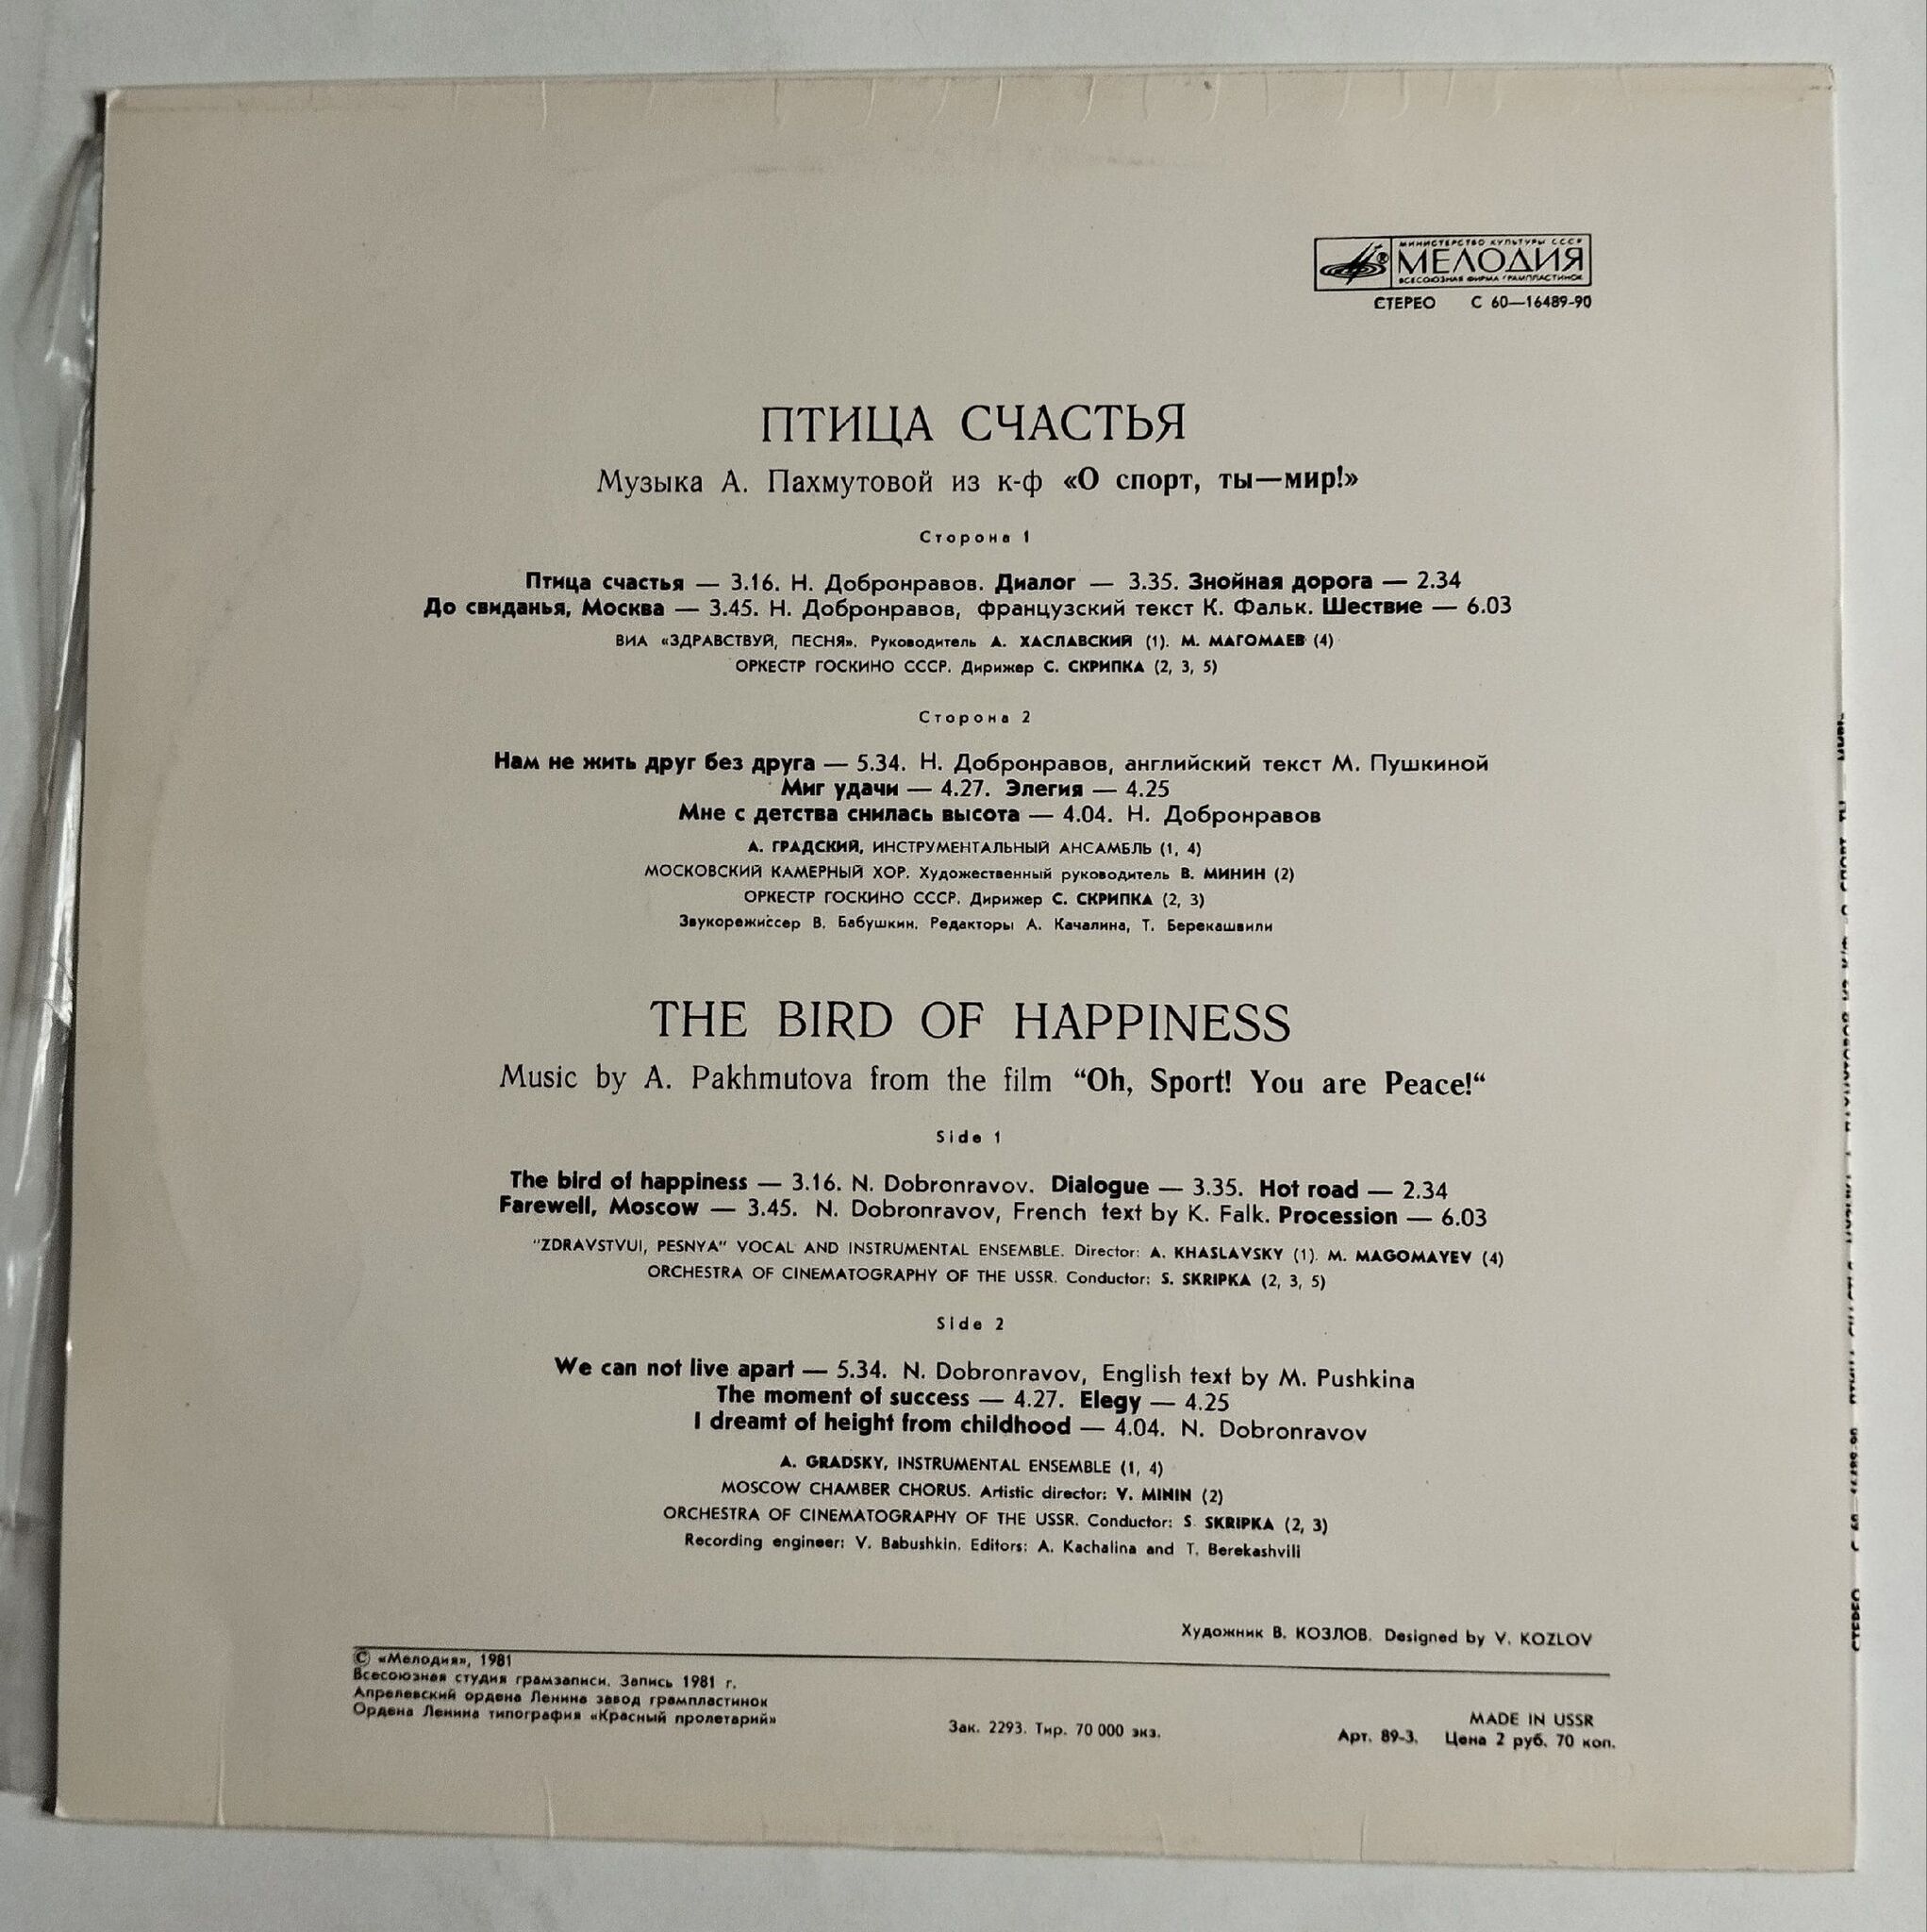 МИНИСТЕРСТВО КУЛЬТУРЫ СССР
МЕЛОДИЯ
ВСЕСОЮЗНАЯ ФИРМА ГРАМПЛАСТИНОК
СТЕРЕО С 60—16489-90
ПТИЦА СЧАСТЬЯ
Музыка А. Пахмутовой из к-ф «О спорт, ты—мир!»
Сторона 1
Птица счастья — 3.16. Н. Добронравов. Диалог — 3.35. Знойная дорога — 2.34
До свиданья, Москва — 3.45. Н. Добронравов, французский текст К. Фальк. Шествие — 6.03
ВИА «ЗДРАВСТВУЙ, ПЕСНЯ». Руководитель А. ХАСЛАВСКИЙ (1). М. МАГОМАЕВ (4)
ОРКЕСТР ГОСКИНО СССР. Дирижер С. СКРИПКА (2, 3, 5)
Сторона 2
Нам не жить друг без друга — 5.34. Н. Добронравов, английский текст М. Пушкиной
Миг удачи — 4.27. Элегия — 4.25
Мне с детства снилась высота — 4.04. Н. Добронравов
А. ГРАДСКИЙ, ИНСТРУМЕНТАЛЬНЫЙ АНСАМБЛЬ (1, 4)
МОСКОВСКИЙ КАМЕРНЫЙ ХОР. Художественный руководитель В. МИНИН (2)
ОРКЕСТР ГОСКИНО СССР. Дирижер С. СКРИПКА (2, 3)
Звукорежиссер В. Бабушкин. Редакторы А. Качалина, Т. Берекашвили
THE BIRD OF HAPPINESS
Music by A. Pakhmutova from the film “Oh, Sport! You are Peace!“
Side 1
The bird of happiness — 3.16. N. Dobronravov. Dialogue — 3.35. Hot road — 2.34
Farewell, Moscow — 3.45. N. Dobronravov, French text by K. Falk. Procession — 6.03
"ZDRAVSTVUI, PESNYA" VOCAL AND INSTRUMENTAL ENSEMBLE. Director: A. KHASLAVSKY (1). M. MAGOMAYEV (4)
ORCHESTRA OF CINEMATOGRAPHY OF THE USSR. Conductor: S. SKRIPKA (2, 3, 5)
Side 2
We can not live apart — 5.34. N. Dobronravov, English text by M. Pushkina
The moment of success — 4.27. Elegy — 4.25
I dreamt of height from childhood — 4.04. N. Dobronravov
A. GRADSKY, INSTRUMENTAL ENSEMBLE (1, 4)
MOSCOW CHAMBER CHORUS. Artistic director: V. MININ (2)
ORCHESTRA OF CINEMATOGRAPHY OF THE USSR. Conductor: S. SKRIPKA (2, 3)
Recording engineer: V. Babushkin. Editors: A. Kachalina and T. Berekashvili
Художник В. КОЗЛОВ. Designed by V. KOZLOV
© «Мелодия», 1981
Всесоюзная студия грамзаписи. Запись 1981 г.
Апрелевский ордена Ленина завод грампластинок
Ордена Ленина типография «Красный пролетарий»
Зак. 2293. Тир. 70 000 экз.
MADE IN USSR
Арт. 89-3. Цена 2 руб. 70 коп.